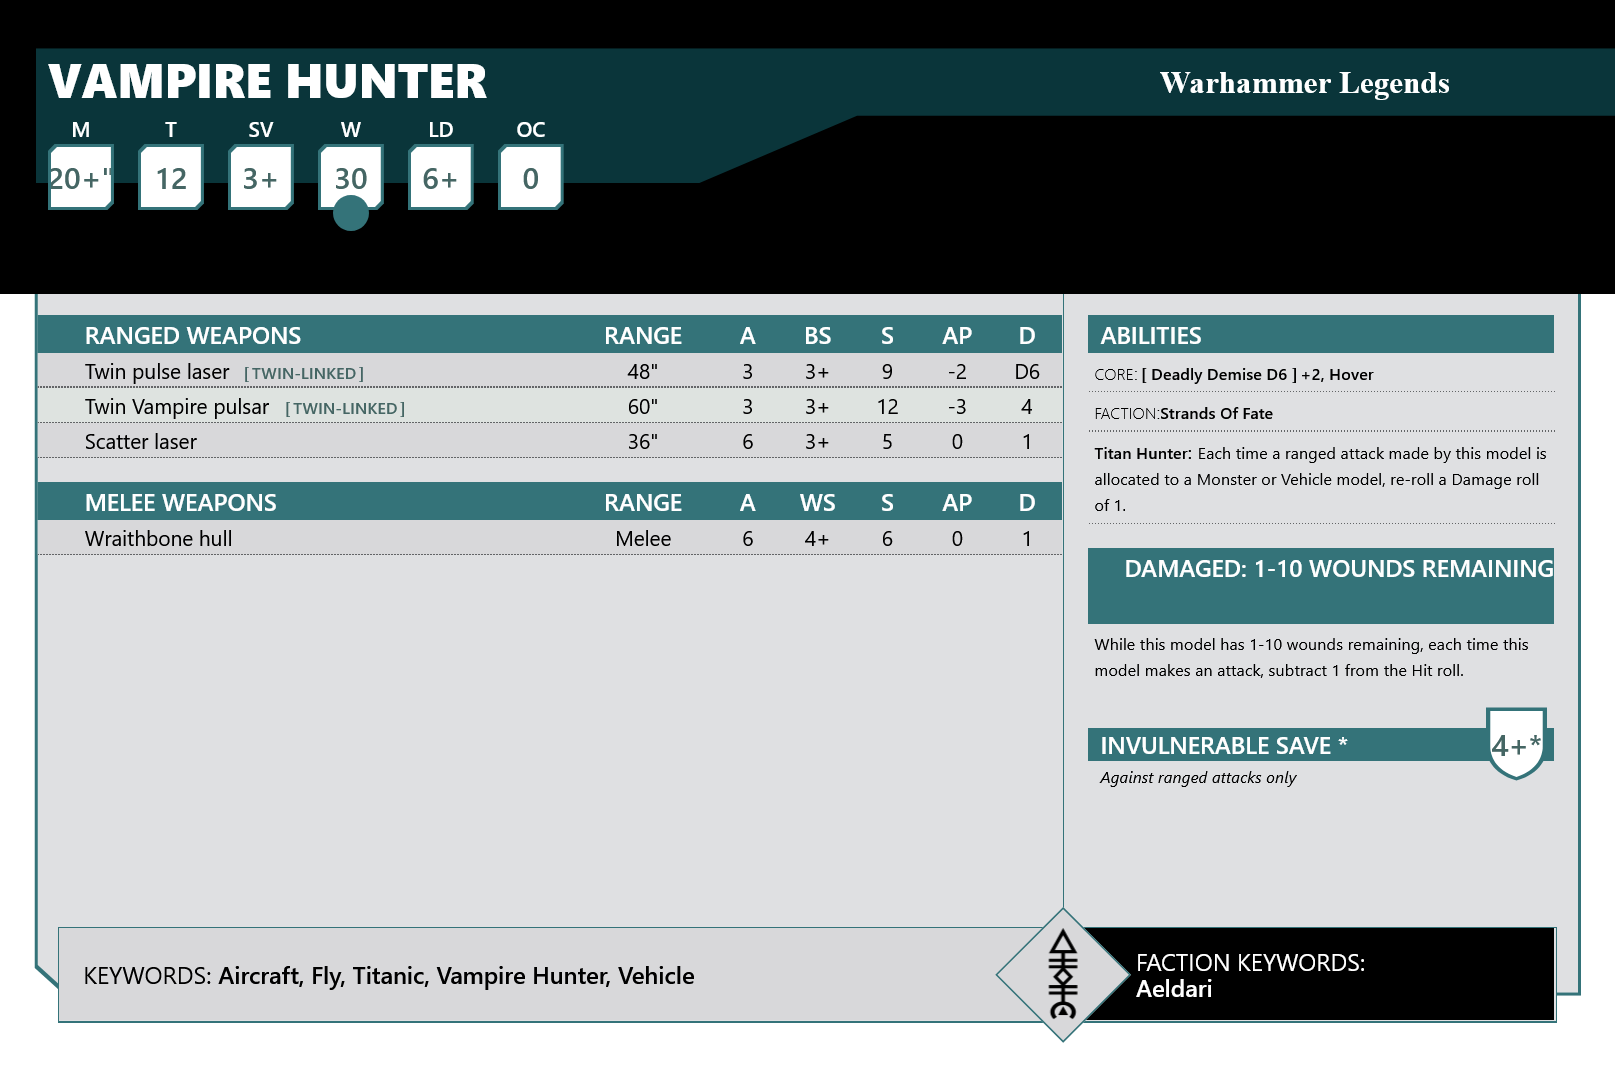 VAMPIRE HUNTER
Warhammer Legends
M T SV W LD OC
20+" 12 3+ 30 6+ 0
RANGED WEAPONS RANGE A BS S AP D
Twin pulse laser [TWIN-LINKED] 48" 3 3+ 9 -2 D6
Twin Vampire pulsar [TWIN-LINKED] 60" 3 3+ 12 -3 4
Scatter laser 36" 6 3+ 5 0 1
MELEE WEAPONS RANGE A WS S AP D
Wraithbone hull Melee 6 4+ 6 0 1
ABILITIES
CORE: [ Deadly Demise D6 ] +2, Hover
FACTION:Strands Of Fate
Titan Hunter: Each time a ranged attack made by this model is
allocated to a Monster or Vehicle model, re-roll a Damage roll
of 1.
DAMAGED: 1-10 WOUNDS REMAINING
While this model has 1-10 wounds remaining, each time this
model makes an attack, subtract 1 from the Hit roll.
INVULNERABLE SAVE * 4+*
Against ranged attacks only
KEYWORDS: Aircraft, Fly, Titanic, Vampire Hunter, Vehicle
FACTION KEYWORDS:
Aeldari